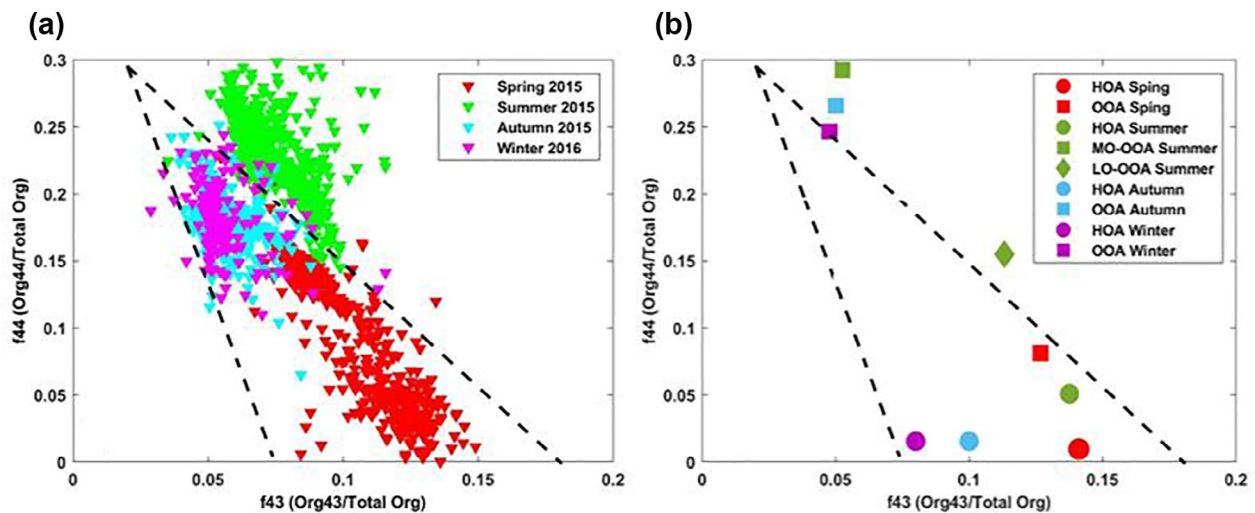 (a)
0.3
0.25
0.2
0.15
0.1
0.05
0
f44 (Org44/Total Org)
Spring 2015
Summer 2015
Autumn 2015
Winter 2016
0
0.05
0.1
0.15
0.2
f43 (Org43/Total Org)
(b)
0.3
0.25
0.2
0.15
0.1
0.05
0
f44 (Org44/Total Org)
HOA Sping
OOA Sping
HOA Summer
MO-OOA Summer
LO-OOA Summer
HOA Autumn
OOA Autumn
HOA Winter
OOA Winter
0
0.05
0.1
0.15
0.2
f43 (Org43/Total Org)